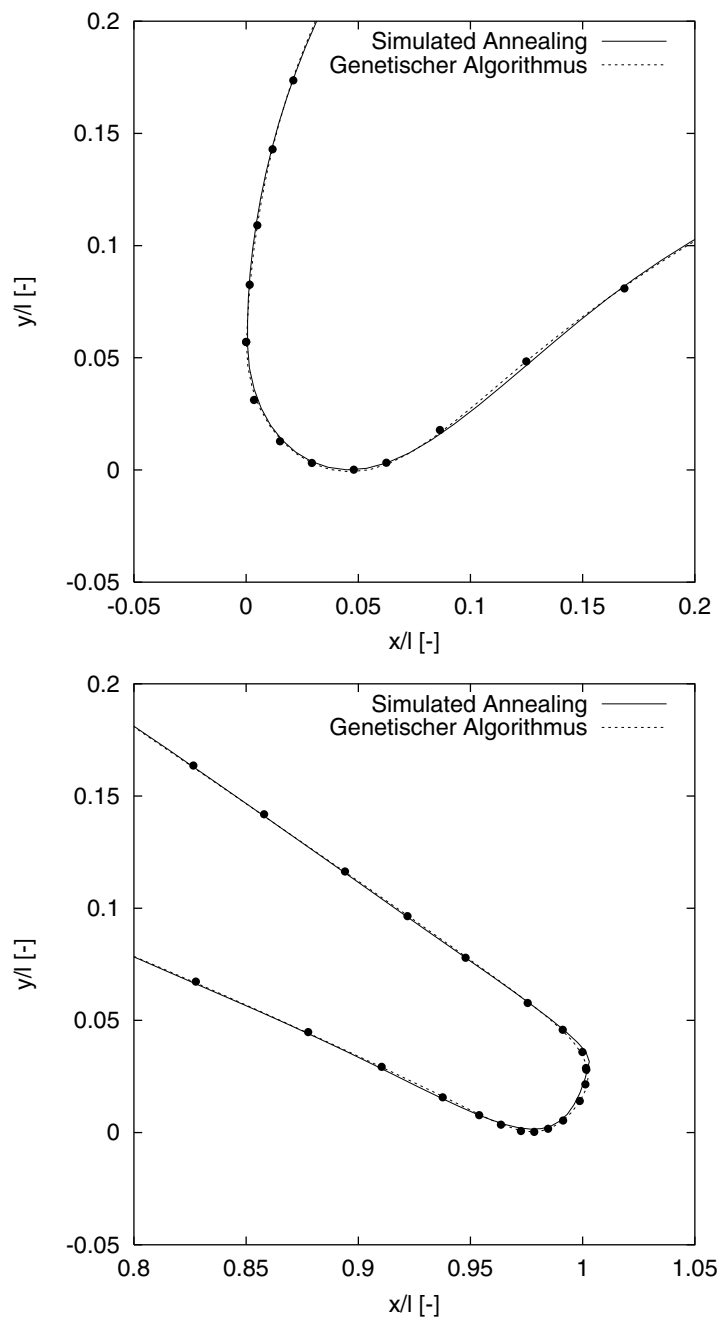 0.2
Simulated Annealing
Genetischer Algorithmus
0.15
0.1
y/l [-]
0.05
0
-0.05
-0.05 0 0.05 0.1 0.15 0.2
x/l [-]
0.2
Simulated Annealing
Genetischer Algorithmus
0.15
0.1
y/l [-]
0.05
0
-0.05
0.8 0.85 0.9 0.95 1 1.05
x/l [-]